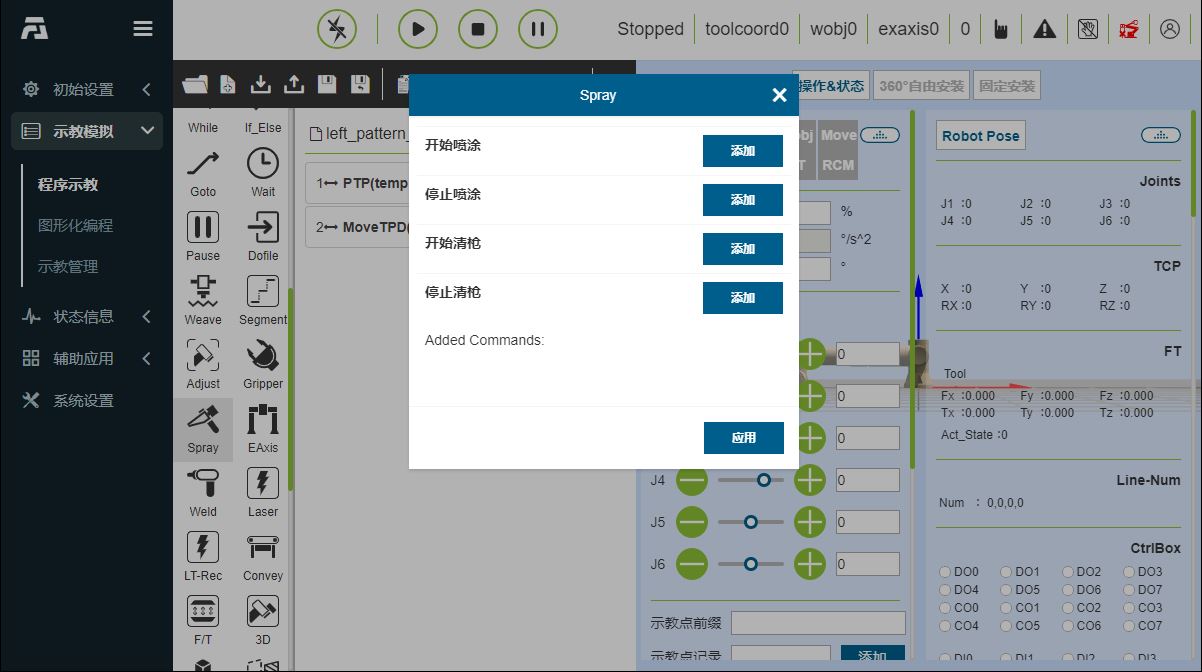 Stopped
toolcoord0
wobj0
exaxis0
0
初始设置
示教模拟
程序示教
图形化编程
示教管理
状态信息
辅助应用
系统设置
While
If_Else
Goto
Wait
Pause
Dofile
Weave
Segment
Adjust
Gripper
Spray
EAxis
Weld
Laser
LT-Rec
Convey
F/T
3D
left_pattern_
1 PTP(temp
2 MoveTPD(
Spray
开始喷涂
添加
停止喷涂
添加
开始清枪
添加
停止清枪
添加
Added Commands:
应用
操作&状态
360°自由安装
固定安装
bj
Move
T
RCM
%
°/s^2
°
0
0
0
J4
0
J5
0
J6
0
示教点前缀
示教点记录
添加
Robot Pose
Joints
J1 :0 J2 :0 J3 :0
J4 :0 J5 :0 J6 :0
TCP
X :0 Y :0 Z :0
RX :0 RY :0 RZ :0
FT
Tool
Fx :0.000 Fy :0.000 Fz :0.000
Tx :0.000 Ty :0.000 Tz :0.000
Act_State :0
Line-Num
Num : 0,0,0,0
CtrlBox
DO0 DO1 DO2 DO3
DO4 DO5 DO6 DO7
CO0 CO1 CO2 CO3
CO4 CO5 CO6 CO7
DI0 DI1 DI2 DI3